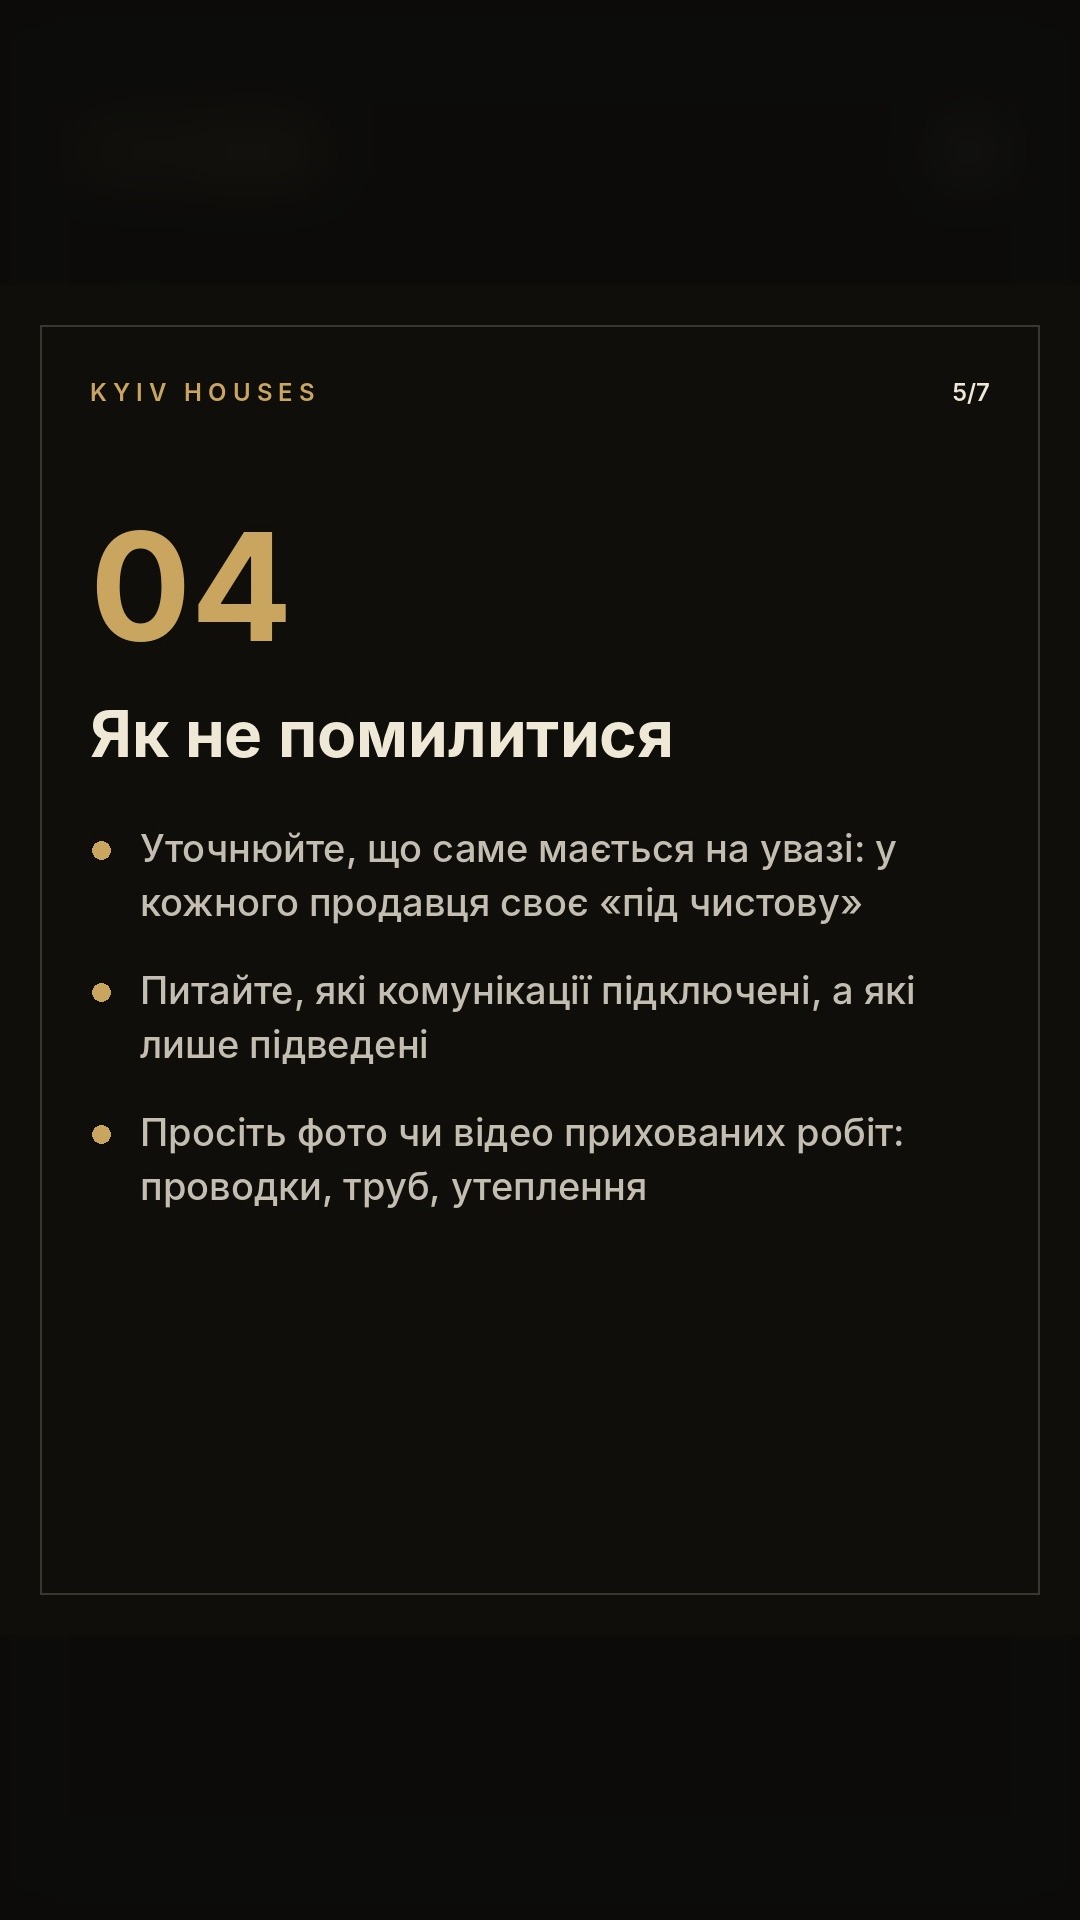 KYIV HOUSES
5/7
04
Як не помилитися
Уточнюйте, що саме мається на увазі: у
кожного продавця своє «під чистову»
Питайте, які комунікації підключені, а які
лише підведені
Просіть фото чи відео прихованих робіт:
проводки, труб, утеплення